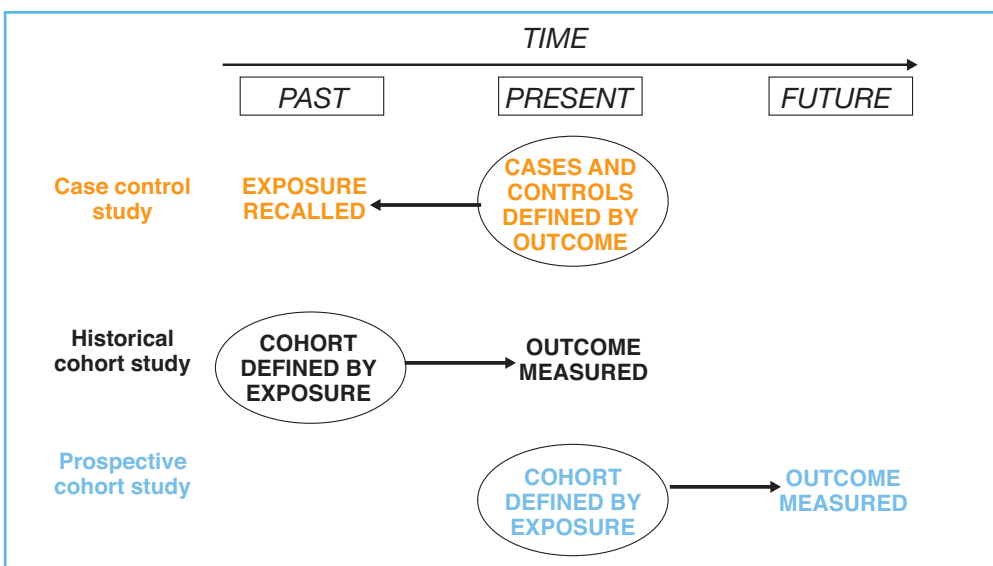 TIME
PAST
PRESENT
FUTURE
Case control
study
EXPOSURE
RECALLED
CASES AND
CONTROLS
DEFINED BY
OUTCOME
Historical
cohort study
COHORT
DEFINED BY
EXPOSURE
OUTCOME
MEASURED
Prospective
cohort study
COHORT
DEFINED BY
EXPOSURE
OUTCOME
MEASURED